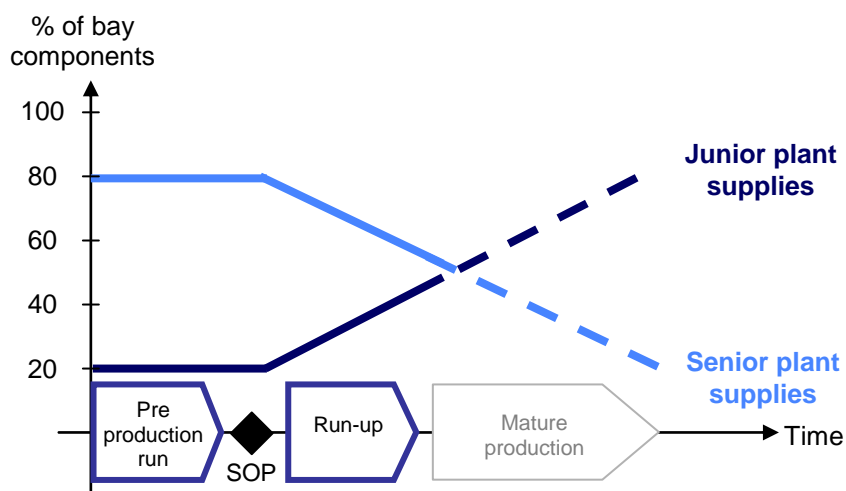 % of bay
components
100
80
60
40
20
Junior plant
supplies
Senior plant
supplies
Pre
production
run
SOP
Run-up
Mature
production
Time